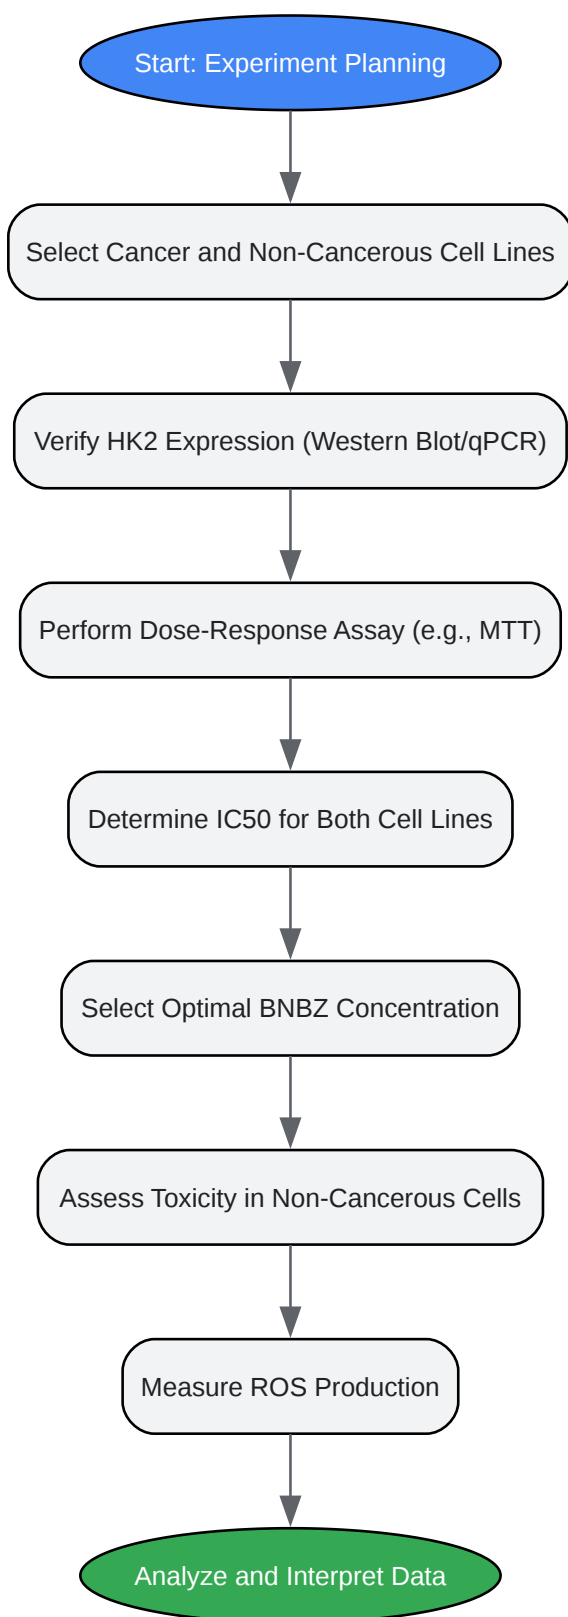 Start: Experiment Planning
Select Cancer and Non-Cancerous Cell Lines
Verify HK2 Expression (Western Blot/qPCR)
Perform Dose-Response Assay (e.g., MTT)
Determine IC50 for Both Cell Lines
Select Optimal BNBZ Concentration
Assess Toxicity in Non-Cancerous Cells
Measure ROS Production
Analyze and Interpret Data